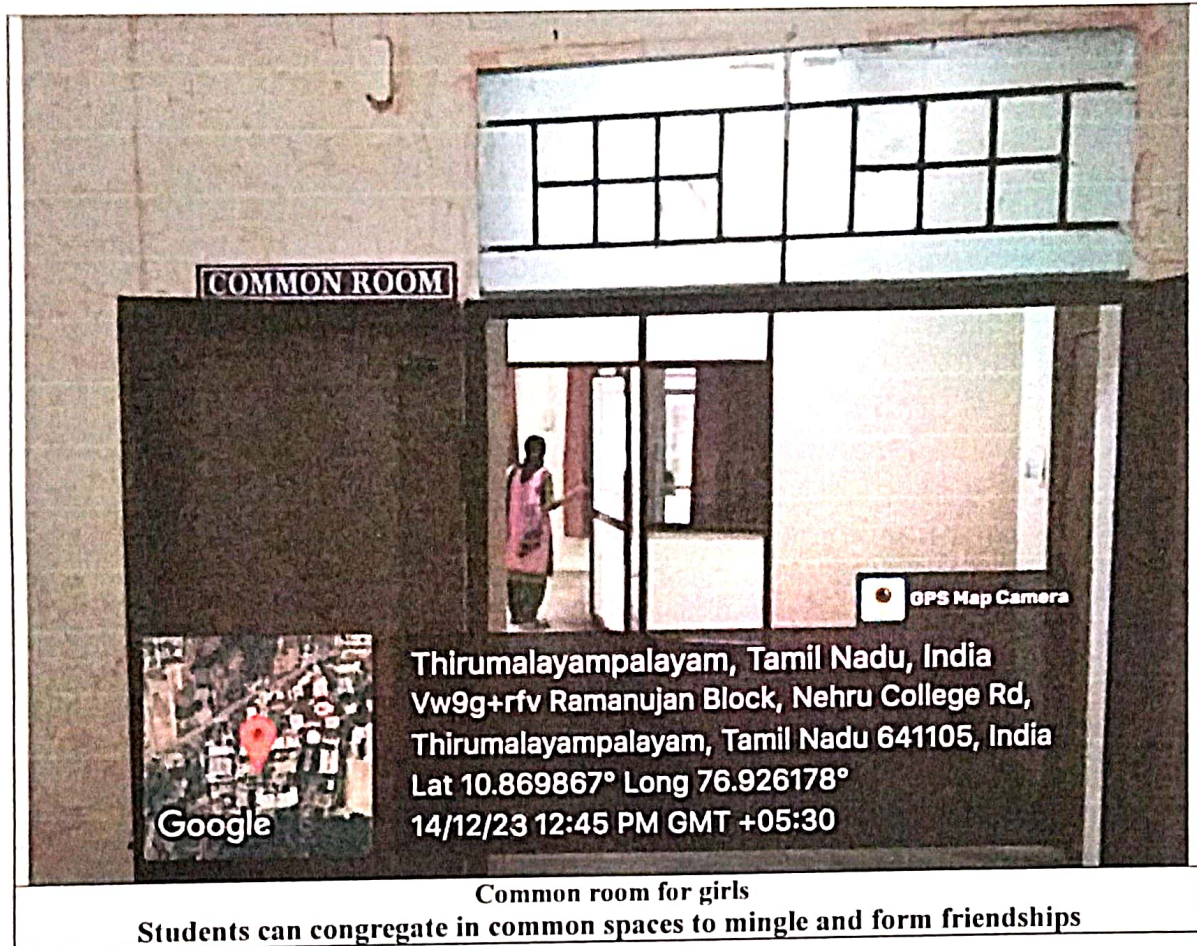 COMMON ROOM
GPS Map Camera
Thirumalayampalayam, Tamil Nadu, India
Vw9g+rfv Ramanujan Block, Nehru College Rd,
Thirumalayampalayam, Tamil Nadu 641105, India
Lat 10.869867° Long 76.926178°
14/12/23 12:45 PM GMT +05:30
Google
Common room for girls
Students can congregate in common spaces to mingle and form friendships